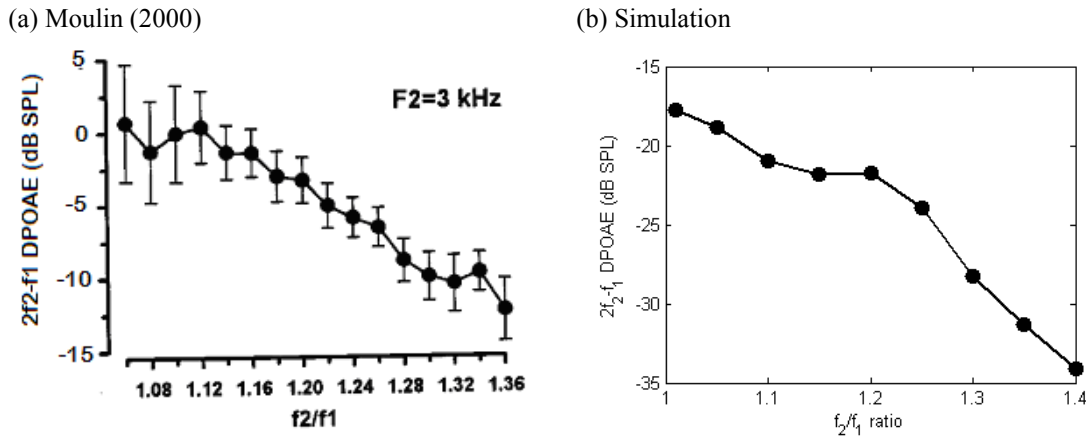 (a) Moulin (2000)
(b) Simulation
2f2-f1 DPOAE (dB SPL)
5
0
-5
-10
-15
F2=3 kHz
1.08 1.12 1.16 1.20 1.24 1.28 1.32 1.36
f2/f1
2f₂-f₁ DPOAE (dB SPL)
-15
-20
-25
-30
-35
1 1.1 1.2 1.3 1.4
f₂/f₁ ratio